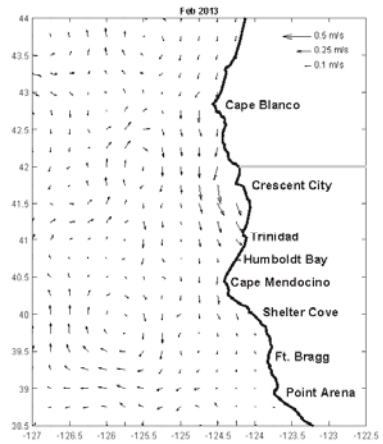 Feb 2013
44
0.5 m/s
0.25 m/s
43.5
0.1 m/s
43
Cape Blanco
42.5
42
Crescent City
41.5
41
Trinidad
Humboldt Bay
40.5
Cape Mendocino
40
Shelter Cove
39.5
Ft. Bragg
39
Point Arena
38.5
-127 -126.5 -126 -125.5 -125 -124.5 -124 -123.5 -123 -122.5